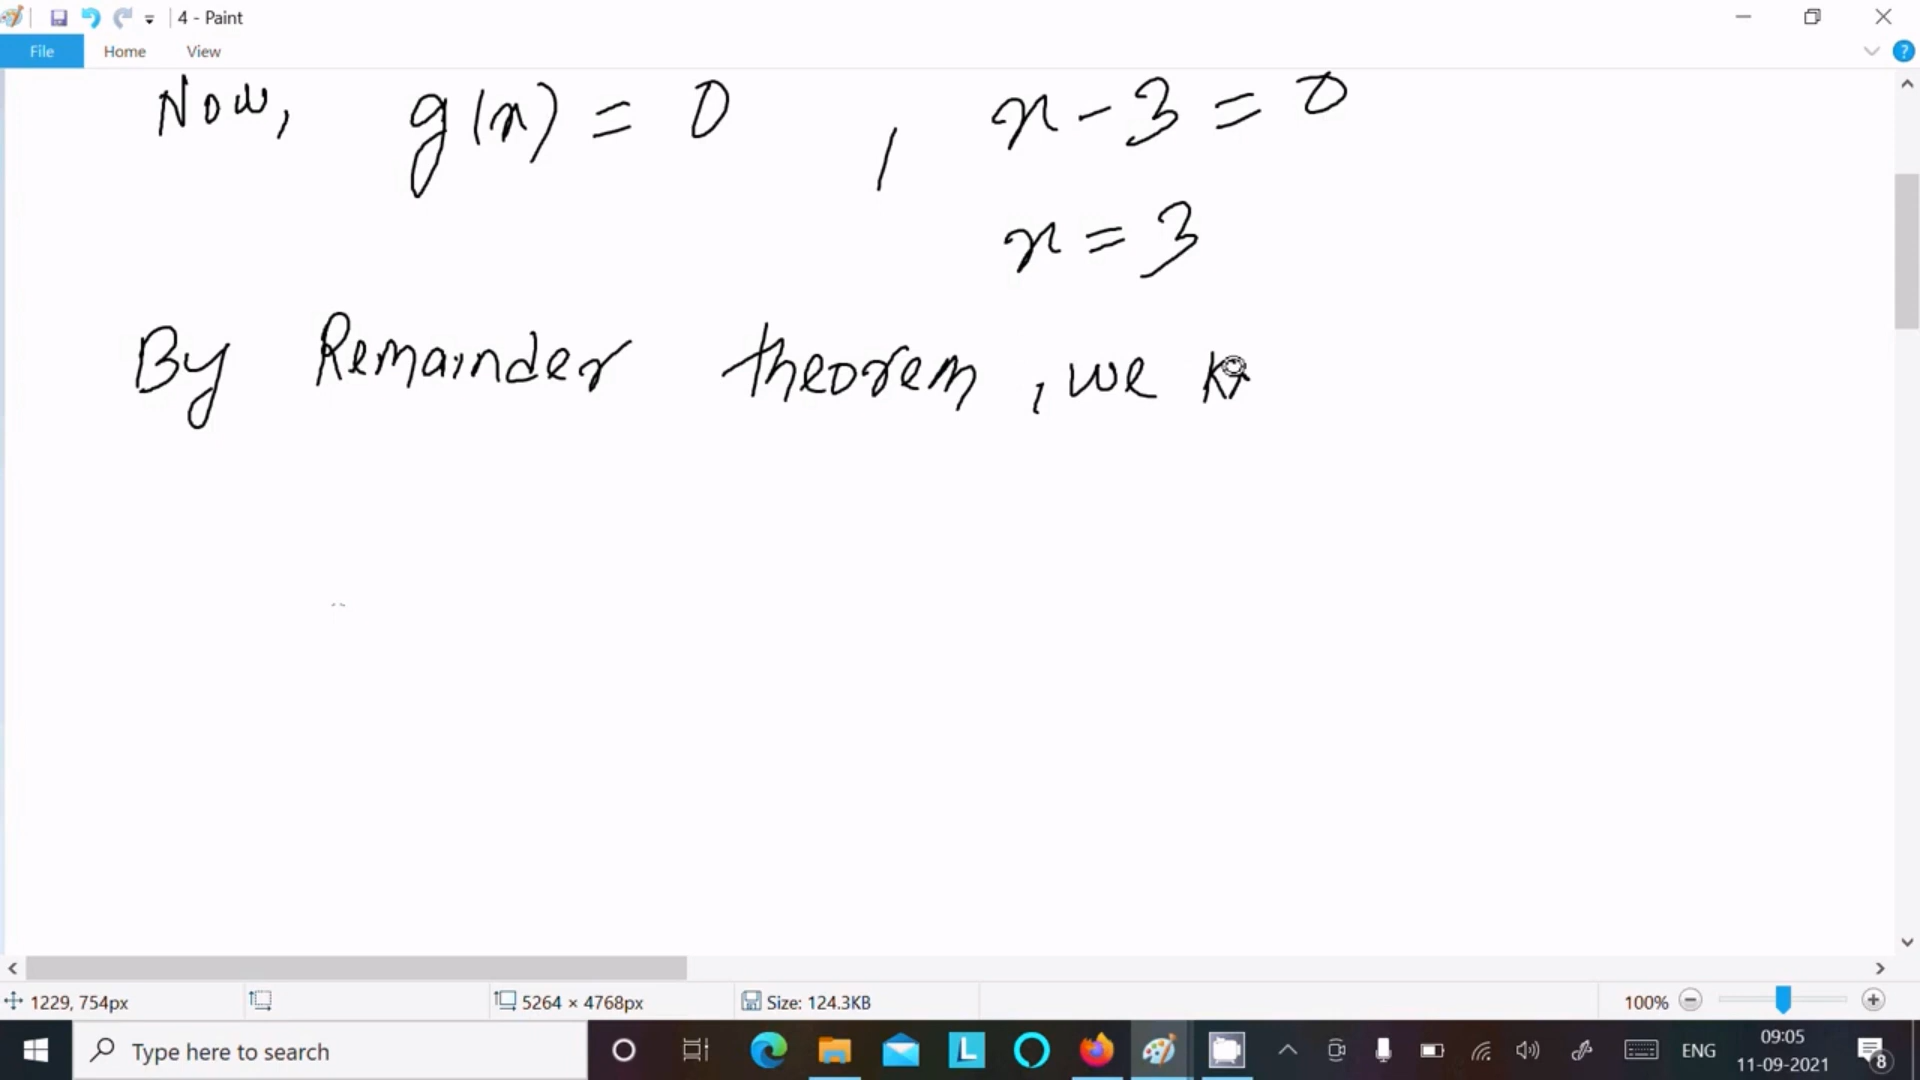 4 - Paint
File Home View
Now, g(x) = 0 , x - 3 = 0
x = 3
By Remainder theorem, we
1229, 754px 5264 × 4768px Size: 124.3KB 100%
Type here to search L ENG 09:05
11-09-2021 8